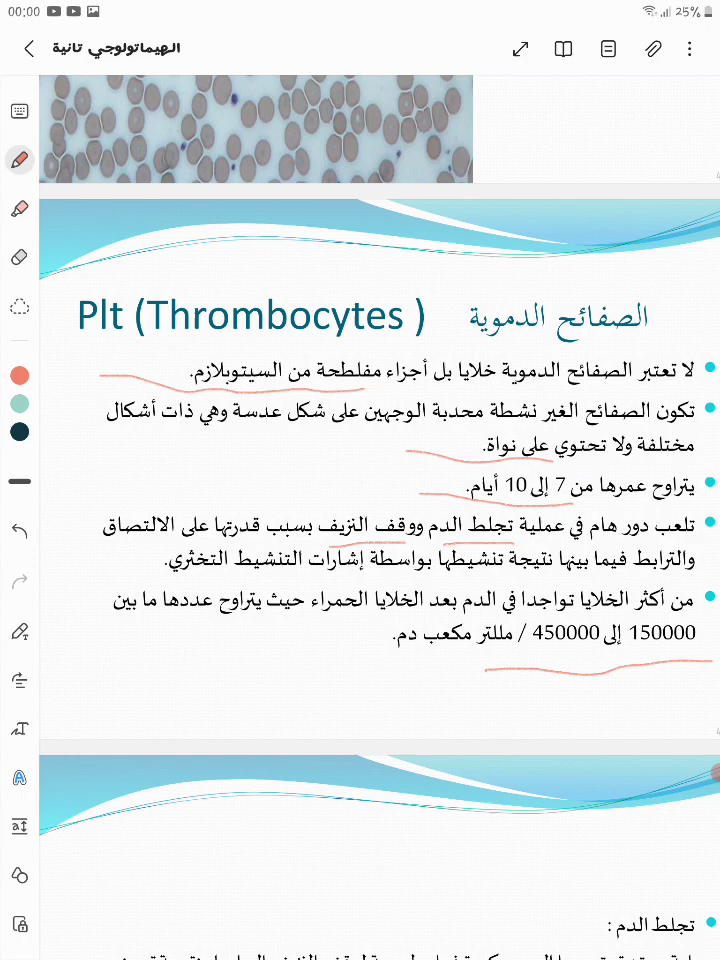 00:00
25%
الهيماتولوجي تانية
الصفائح الدموية Plt (Thrombocytes )
لا تعتبر الصفائح الدموية خلايا بل أجزاء مفلطحة من السيتوبلازم.
تكون الصفائح الغير نشطة محدبة الوجهين على شكل عدسة وهي ذات أشكال
مختلفة ولا تحتوي على نواة.
يتراوح عمرها من 7 إلى 10 أيام.
تلعب دور هام في عملية تجلط الدم ووقف النزيف بسبب قدرتها على الالتصاق
والترابط فيما بينها نتيجة تنشيطها بواسطة إشارات التنشيط التخثري.
من أكثر الخلايا تواجدا في الدم بعد الخلايا الحمراء حيث يتراوح عددها ما بين
150000 إلى 450000 / مللتر مكعب دم.
تجلط الدم :